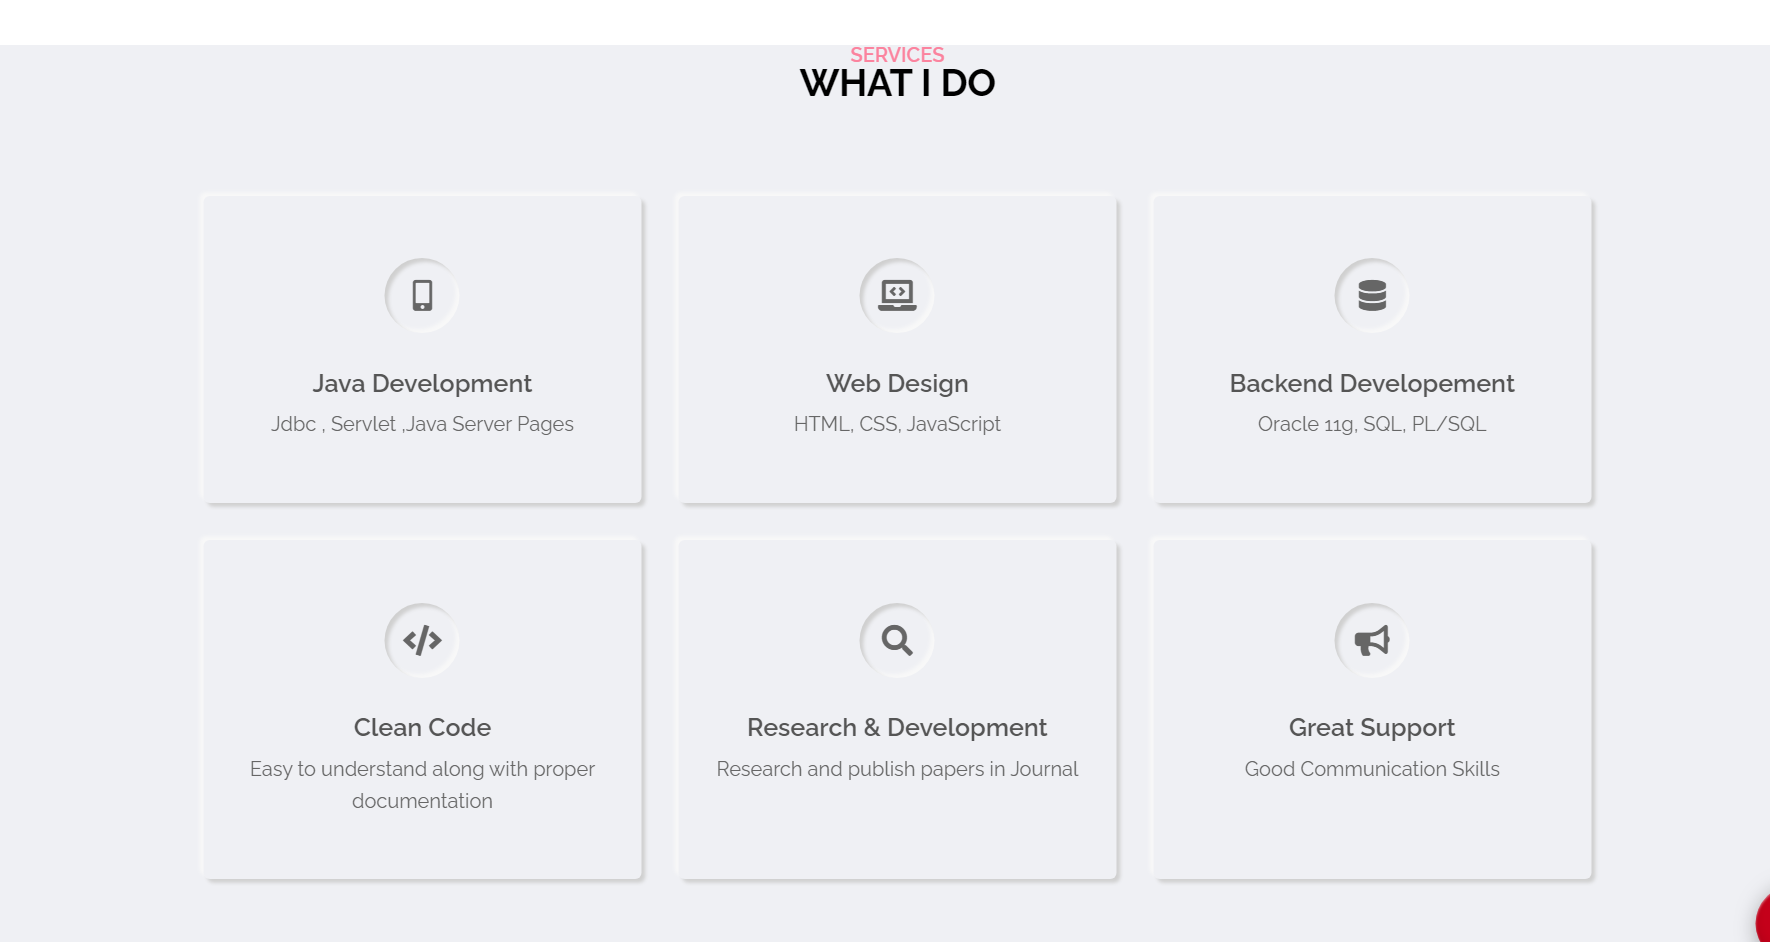 SERVICES
WHAT I DO
Java Development
Jdbc , Servlet ,Java Server Pages
Web Design
HTML, CSS, JavaScript
Backend Developement
Oracle 11g, SQL, PL/SQL
Clean Code
Easy to understand along with proper
documentation
Research & Development
Research and publish papers in Journal
Great Support
Good Communication Skills